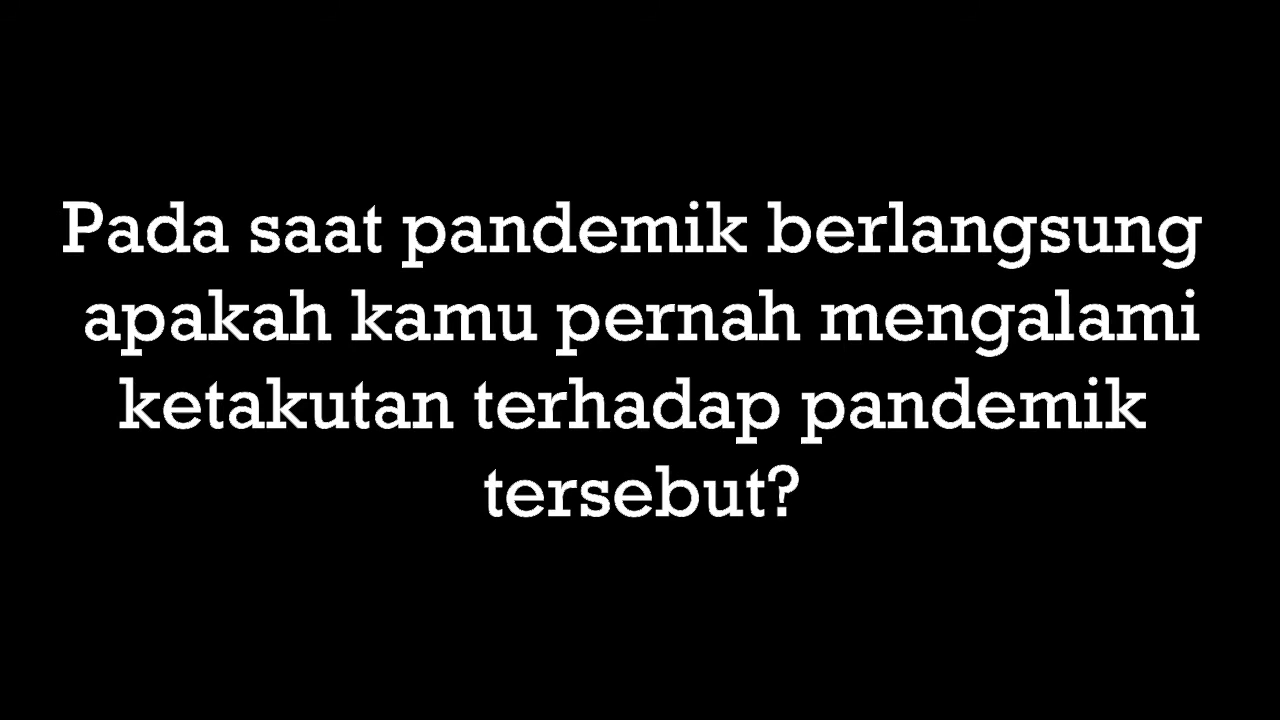 Pada saat pandemik berlangsung
apakah kamu pernah mengalami
ketakutan terhadap pandemik
tersebut?